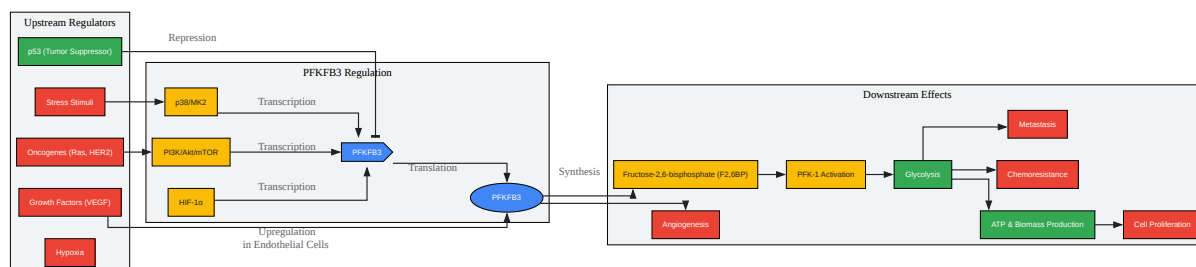 Upstream Regulators
p53 (Tumor Suppressor)
Stress Stimuli
Oncogenes (Ras, HER2)
Growth Factors (VEGF)
Hypoxia
Repression
PFKFB3 Regulation
p38/MK2
Transcription
PI3K/Akt/mTOR
Transcription
PFKFB3
HIF-1α
Transcription
Translation
PFKFB3
Upregulation
in Endothelial Cells
Synthesis
Downstream Effects
Fructose-2,6-bisphosphate (F2,6BP)
PFK-1 Activation
Glycolysis
Metastasis
Chemoresistance
Angiogenesis
ATP & Biomass Production
Cell Proliferation